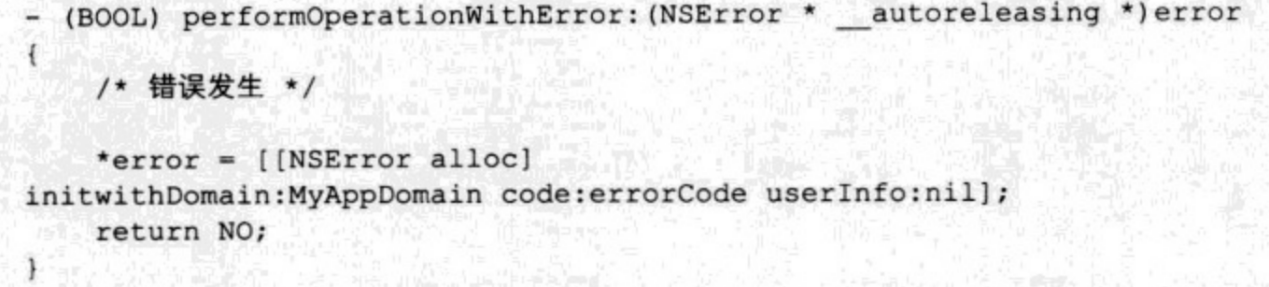 - (BOOL) performOperationWithError:(NSError * __autoreleasing *)error
{
/* 错误发生 */
*error = [[NSError alloc]
initwithDomain:MyAppDomain code:errorCode userInfo:nil];
return NO;
}